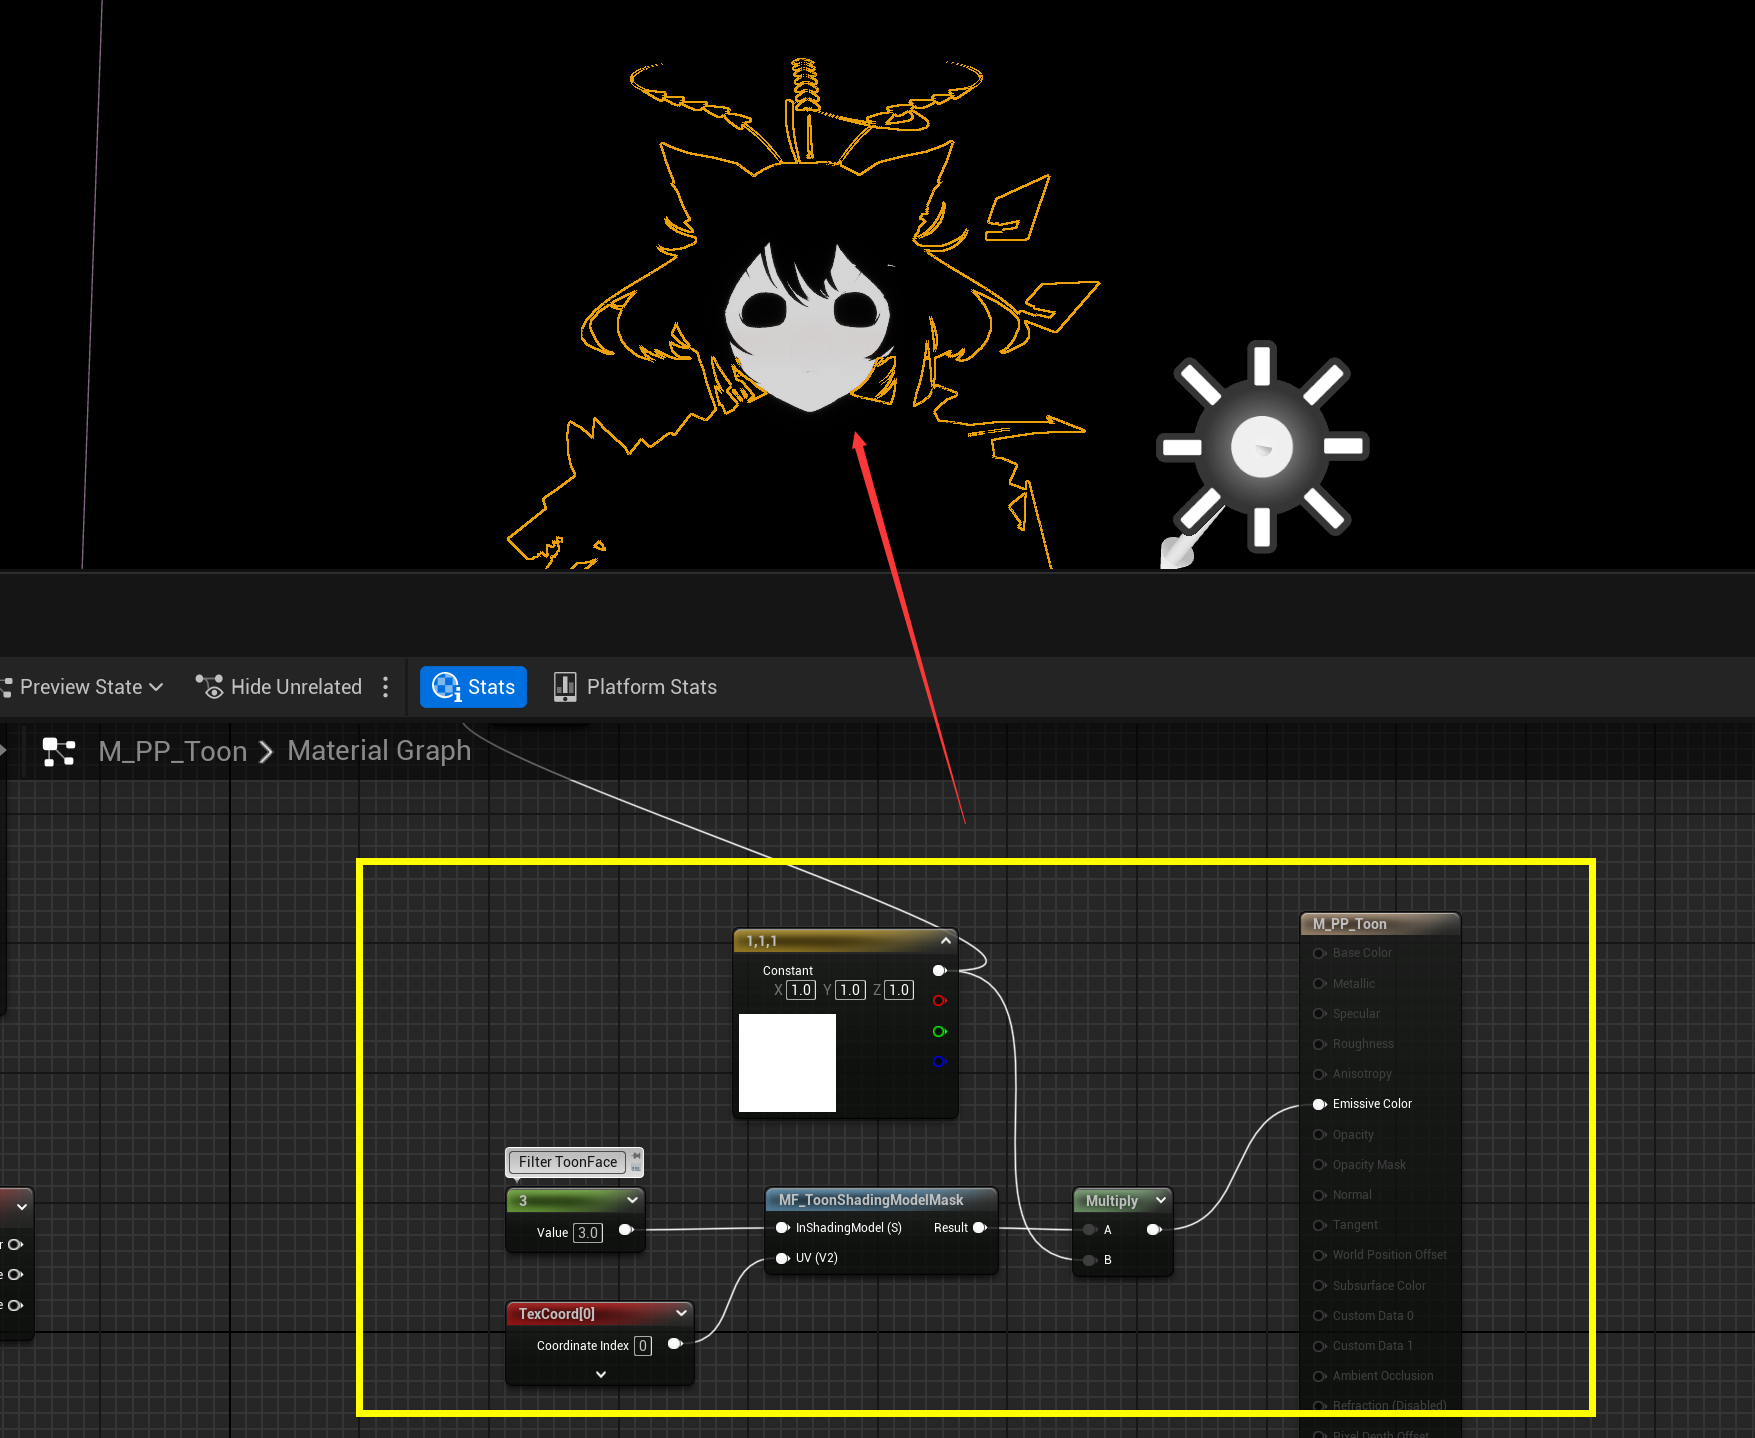 Preview State
Hide Unrelated
Stats
Platform Stats
M_PP_Toon
Material Graph
1,1,1
Constant
X 1.0 Y 1.0 Z 1.0
M_PP_Toon
Base Color
Metallic
Specular
Roughness
Anisotropy
Emissive Color
Opacity
Opacity Mask
Normal
Tangent
World Position Offset
Subsurface Color
Custom Data 0
Custom Data 1
Ambient Occlusion
Refraction (Disabled)
Pixel Depth Offset
Filter ToonFace
3
Value 3.0
MF_ToonShadingModelMask
InShadingModel (S)
Result
UV (V2)
Multiply
A
B
TexCoord[0]
Coordinate Index 0